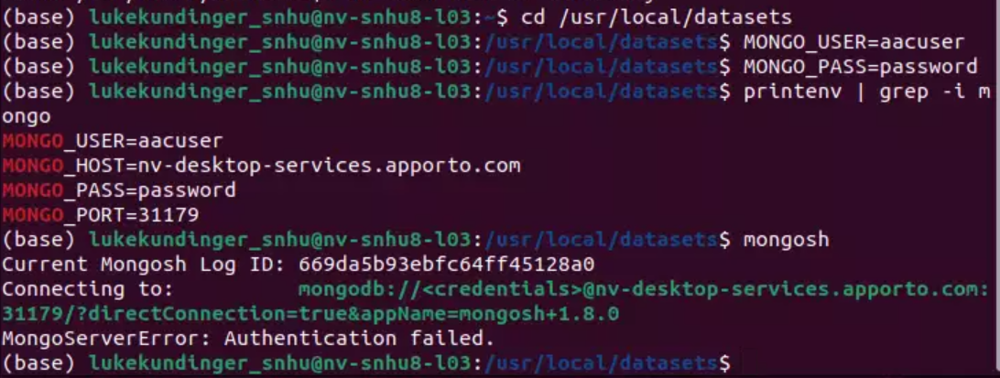 (base) lukekundinger_snhu@nv-snhu8-l03:~$ cd /usr/local/datasets
(base) lukekundinger_snhu@nv-snhu8-l03:/usr/local/datasets$ MONGO_USER=aacuser
(base) lukekundinger_snhu@nv-snhu8-l03:/usr/local/datasets$ MONGO_PASS=password
(base) lukekundinger_snhu@nv-snhu8-l03:/usr/local/datasets$ printenv | grep -i m
ongo
MONGO_USER=aacuser
MONGO_HOST=nv-desktop-services.apporto.com
MONGO_PASS=password
MONGO_PORT=31179
(base) lukekundinger_snhu@nv-snhu8-l03:/usr/local/datasets$ mongosh
Current Mongosh Log ID: 669da5b93ebfc64ff45128a0
Connecting to:          mongodb://<credentials>@nv-desktop-services.apporto.com:
31179/?directConnection=true&appName=mongosh+1.8.0
MongoServerError: Authentication failed.
(base) lukekundinger_snhu@nv-snhu8-l03:/usr/local/datasets$